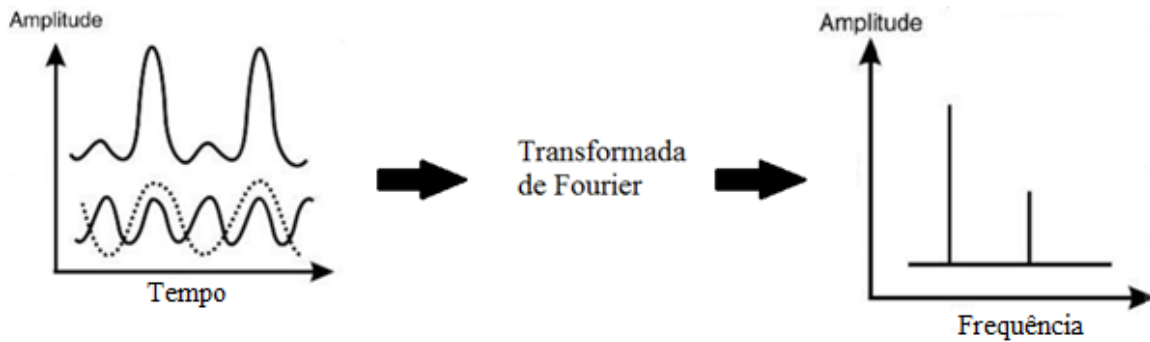 Amplitude
Tempo
Transformada
de Fourier
Amplitude
Frequência